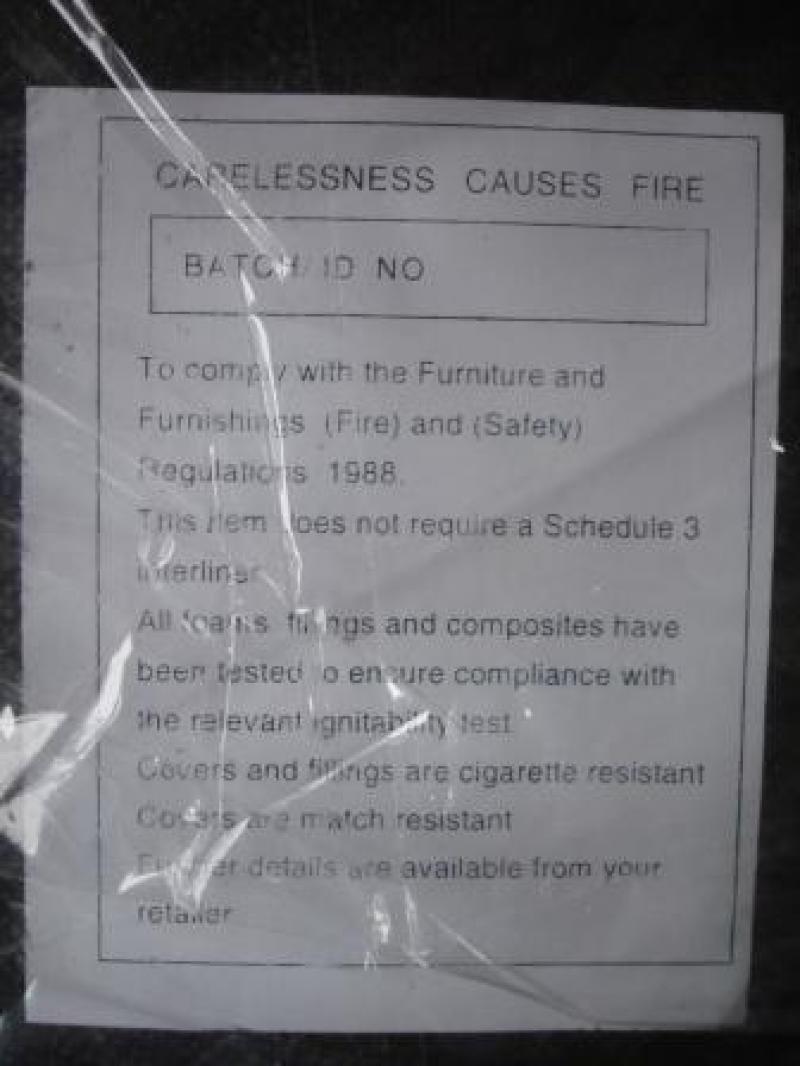 CARELESSNESS CAUSES FIRE
BATCH/ID NO
To comply with the Furniture and
Furnishings (Fire) and (Safety)
Regulations 1988.
This item does not require a Schedule 3
interliner
All foams fillings and composites have
been tested to ensure compliance with
the relevant ignitability test
Covers and fillings are cigarette resistant
Covers are match resistant
Further details are available from your
retailer